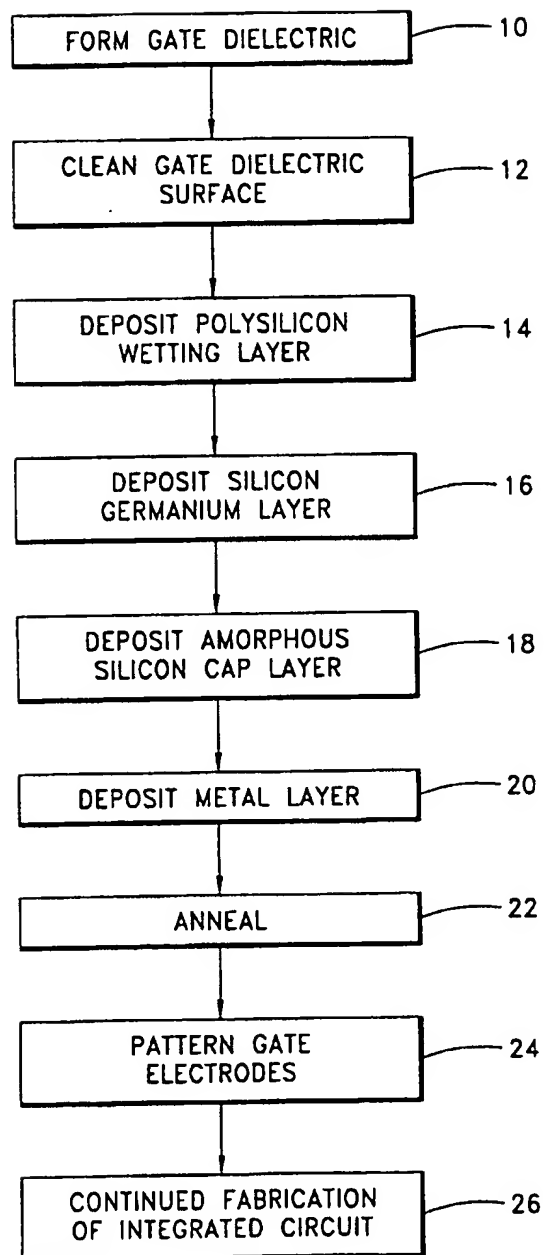 FORM GATE DIELECTRIC
10
CLEAN GATE DIELECTRIC
SURFACE
12
DEPOSIT POLYSILICON
WETTING LAYER
14
DEPOSIT SILICON
GERMANIUM LAYER
16
DEPOSIT AMORPHOUS
SILICON CAP LAYER
18
DEPOSIT METAL LAYER
20
ANNEAL
22
PATTERN GATE
ELECTRODES
24
CONTINUED FABRICATION
OF INTEGRATED CIRCUIT
26